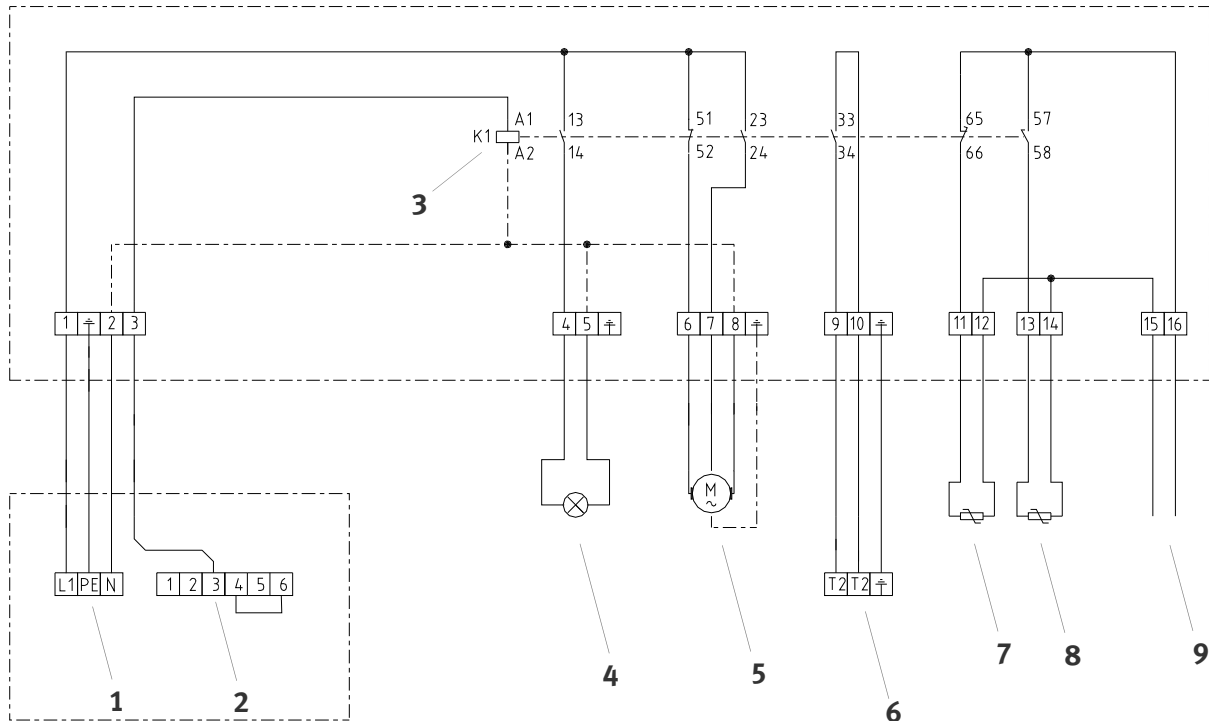 A1 13 51 23 33 65 57
K1
A2 14 52 24 34 66 58
3
1 2 3 4 5 6 7 8 9 10 11 12 13 14 15 16
M
~
L1 PE N 1 2 3 4 5 6 T2 T2
1 2 4 5 6 7 8 9